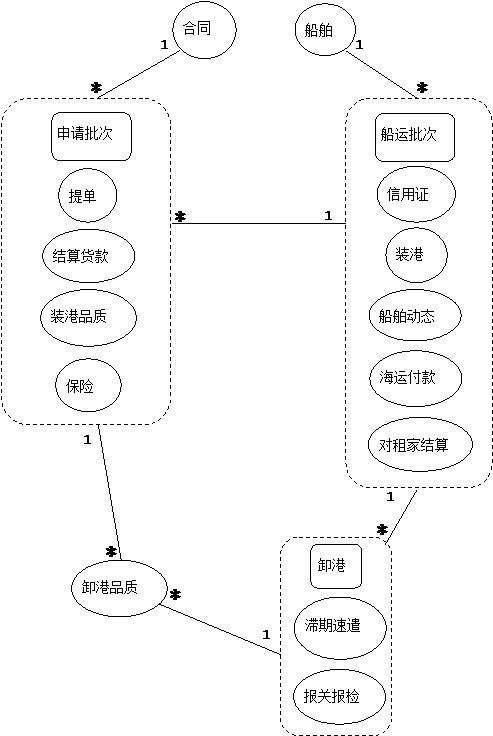 合同
船舶
1
1
*
*
申请批次
船运批次
提单
信用证
*
1
结算货款
装港
装港品质
船舶动态
保险
海运付款
1
对租家结算
1
*
*
卸港
卸港品质
*
1
滞期速遣
报关报检